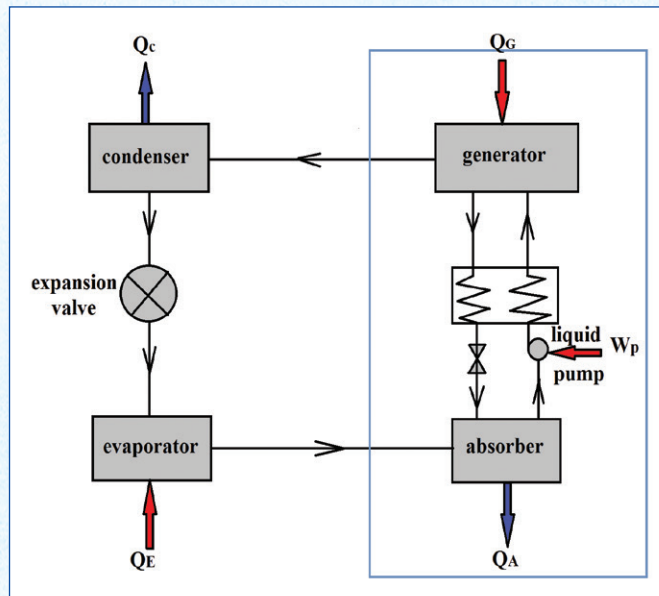 Qc
QG
condenser
generator
expansion
valve
liquid
Wp
pump
evaporator
absorber
QE
QA